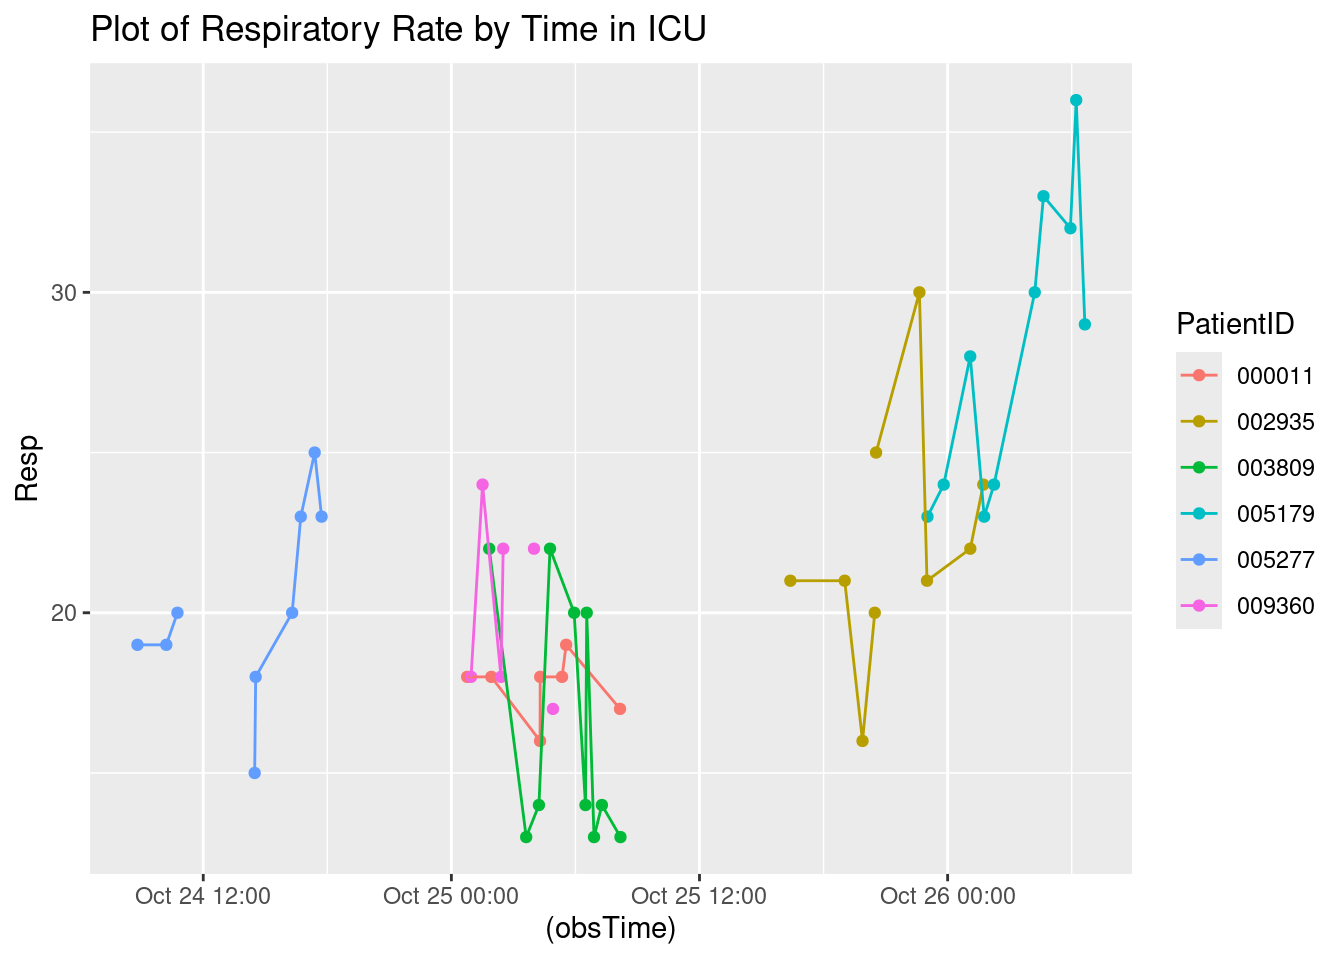 Plot of Respiratory Rate by Time in ICU
Resp
30
20
Oct 24 12:00
Oct 25 00:00
Oct 25 12:00
Oct 26 00:00
(obsTime)
PatientID
000011
002935
003809
005179
005277
009360